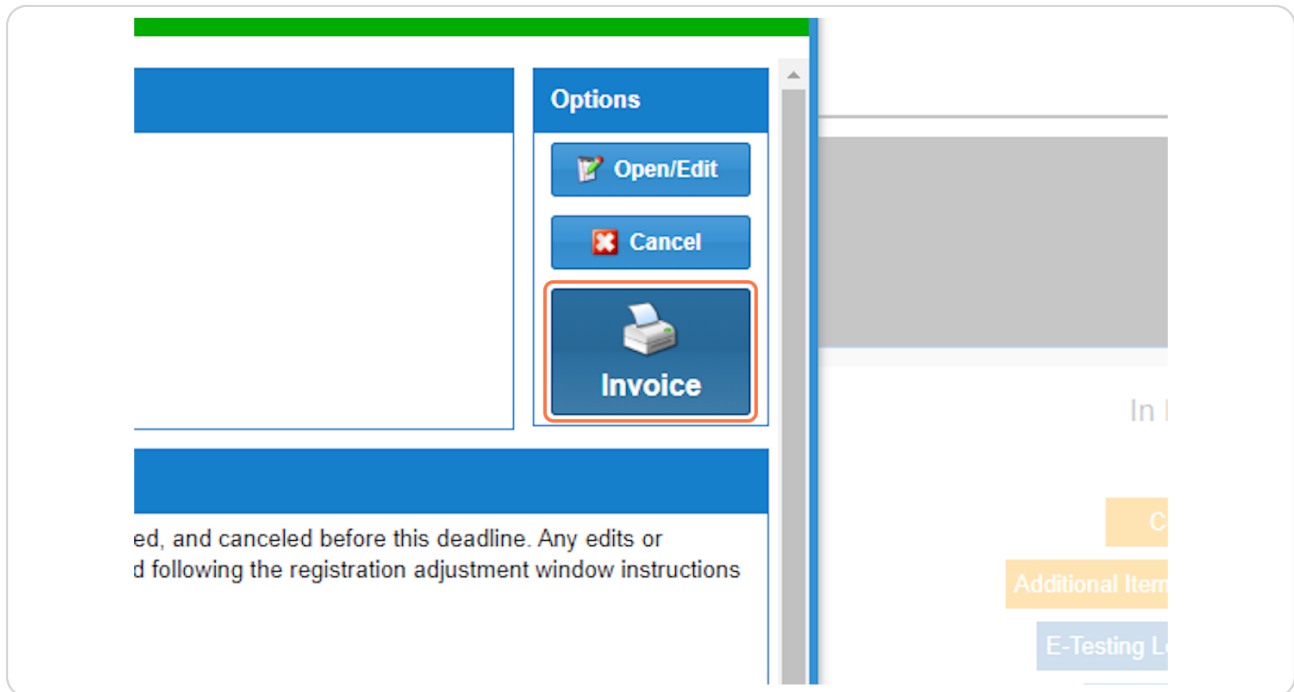 Options
Open/Edit
Cancel
Invoice
ed, and canceled before this deadline. Any edits or
d following the registration adjustment window instructions
In
C
Additional Item
E-Testing L